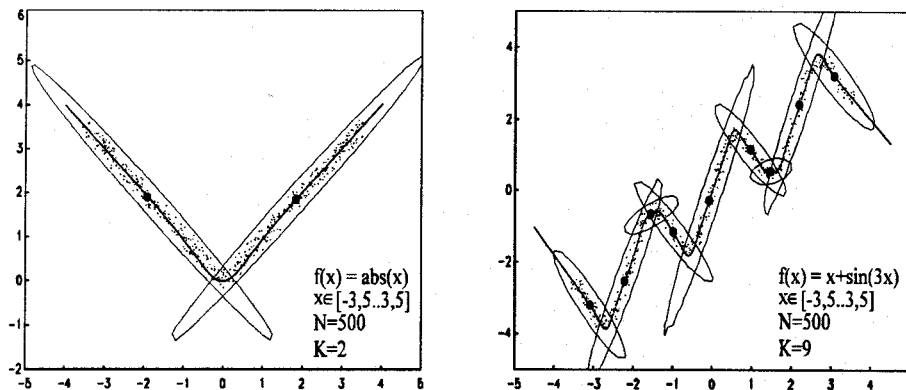 6
5
4
3
2
1
0
-1
-2
-5 -4 -3 -2 -1 0 1 2 3 4 5
f(x) = abs(x)
x∈[-3,5..3,5]
N=500
K=2
4
2
0
-2
-4
-5 -4 -3 -2 -1 0 1 2 3 4 5
f(x) = x+sin(3x)
x∈[-3,5..3,5]
N=500
K=9